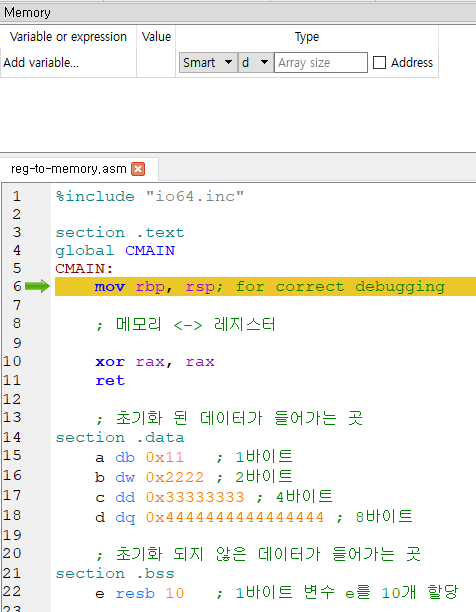 Memory
Variable or expression Value Type
Add variable... Smart d Array size Address
reg-to-memory.asm
1 %include "io64.inc"
2
3 section .text
4 global CMAIN
5 CMAIN:
6 mov rbp, rsp; for correct debugging
7
8 ; 메모리 <-> 레지스터
9
10 xor rax, rax
11 ret
12
13 ; 초기화 된 데이터가 들어가는 곳
14 section .data
15 a db 0x11 ; 1바이트
16 b dw 0x2222 ; 2바이트
17 c dd 0x33333333 ; 4바이트
18 d dq 0x4444444444444444 ; 8바이트
19
20 ; 초기화 되지 않은 데이터가 들어가는 곳
21 section .bss
22 e resb 10 ; 1바이트 변수 e를 10개 할당
23